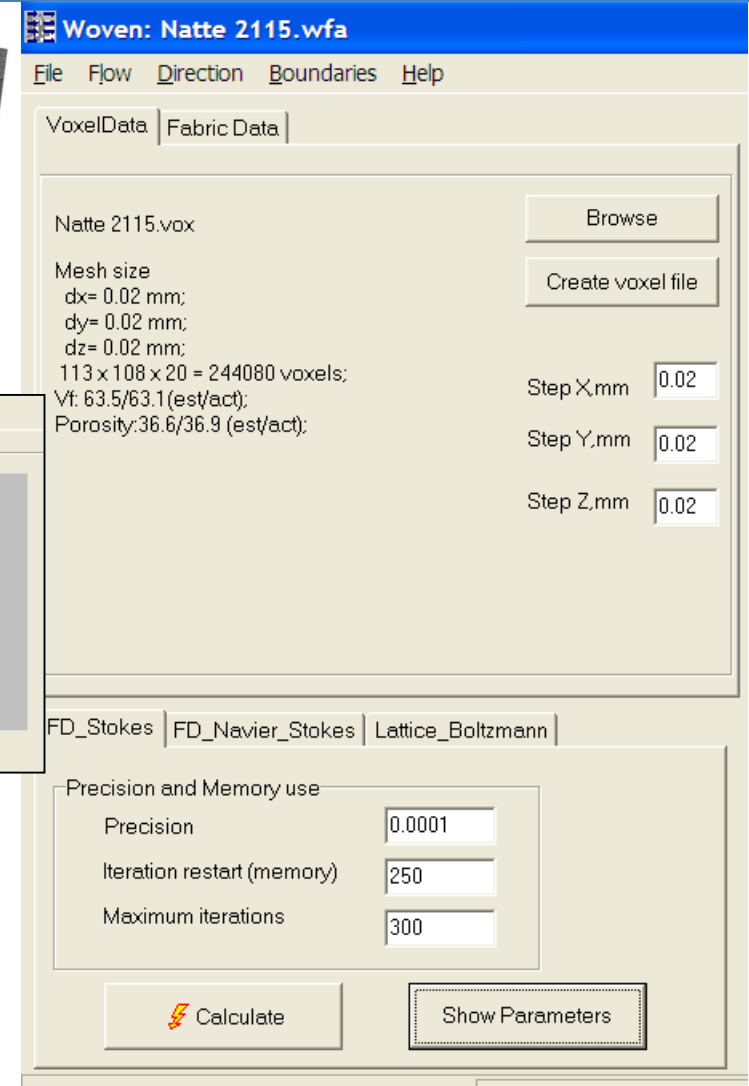 Woven: Natte 2115.wfa
File Flow Direction Boundaries Help
VoxelData Fabric Data
Natte 2115.vox
Browse
Mesh size
Create voxel file
dx= 0.02 mm;
dy= 0.02 mm;
dz= 0.02 mm;
113 x 108 x 20 = 244080 voxels;
Step X,mm 0.02
Vf: 63.5/63.1(est/act);
Porosity:36.6/36.9 (est/act);
Step Y,mm 0.02
Step Z,mm 0.02
FD_Stokes FD_Navier_Stokes Lattice_Boltzmann
Precision and Memory use
Precision 0.0001
Iteration restart (memory) 250
Maximum iterations 300
Calculate Show Parameters